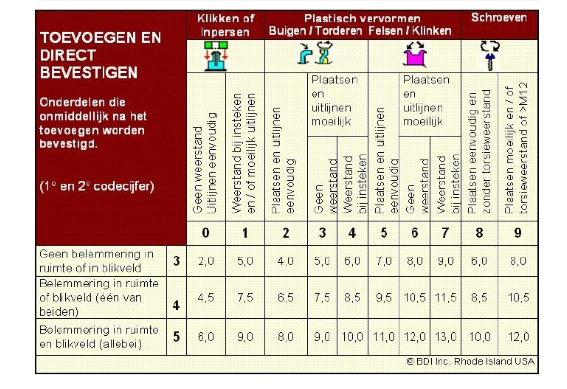 TOEVOEGEN EN
DIRECT
BEVESTIGEN
Onderdelen die
onmiddellijk na het
toevoegen worden
bevestigd.
(1e en 2e codecijfer)
Klikken of
Inpersen
Plastisch vervormen
Buigen / Torderen Felsen / Klinken
Schroeven
Geen weerstand
Uitlijnen eenvoudig
Weerstand bij insteken
en / of moeilijk uitlijnen
Plaatsen en uitlijnen
eenvoudig
Plaatsen
en
uitlijnen
moeilijk
Geen
weerstand
Weerstand
bij insteken
Plaatsen en uitlijnen
eenvoudig
Plaatsen
en
uitlijnen
moeilijk
Geen
weerstand
Weerstand
bij insteken
Plaatsen eenvoudig en
zonder torsieweerstand
Plaatsen moeilijk en / of
torsieweerstand of >M12
0 1 2 3 4 5 6 7 8 9
Geen belemmering in
ruimte of in blikveld
3 2,0 5,0 4,0 5,0 6,0 7,0 8,0 9,0 6,0 8,0
Belemmering in ruimte
of blikveld (één van
beiden)
4 4,5 7,5 6,5 7,5 8,5 9,5 10,5 11,5 8,5 10,5
Belemmering in ruimte
en blikveld (allebei)
5 6,0 9,0 8,0 9,0 10,0 11,0 12,0 13,0 10,0 12,0
© BDI Inc. Rhode Island USA